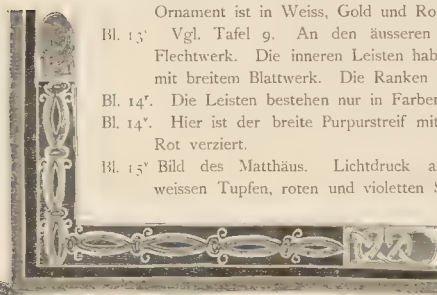 Ornament ist in Weiss, Gold und Ro
Bl. 13ʳ Vgl. Tafel 9. An den äusseren
Flechtwerk. Die inneren Leisten hab
mit breitem Blattwerk. Die Ranken
Bl. 14ʳ. Die Leisten bestehen nur in Farben
Bl. 14ᵛ. Hier ist der breite Purpurstreif mit
Rot verziert.
Bl. 15ᵛ Bild des Matthäus. Lichtdruck a
weissen Tupfen, roten und violetten S